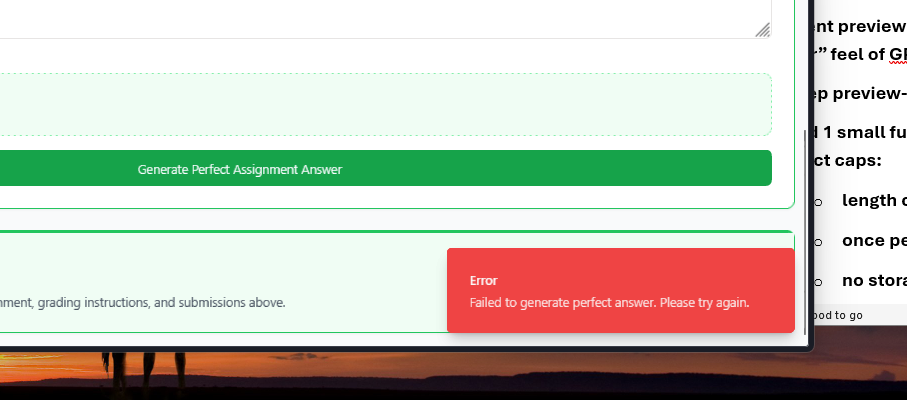 Generate Perfect Assignment Answer
Error
nment, grading instructions, and submissions above.
Failed to generate perfect answer. Please try again.
nt preview
r” feel of
ep preview-
1 small fu
ct caps:
○ length
○ once pe
○ no stora
ood to go